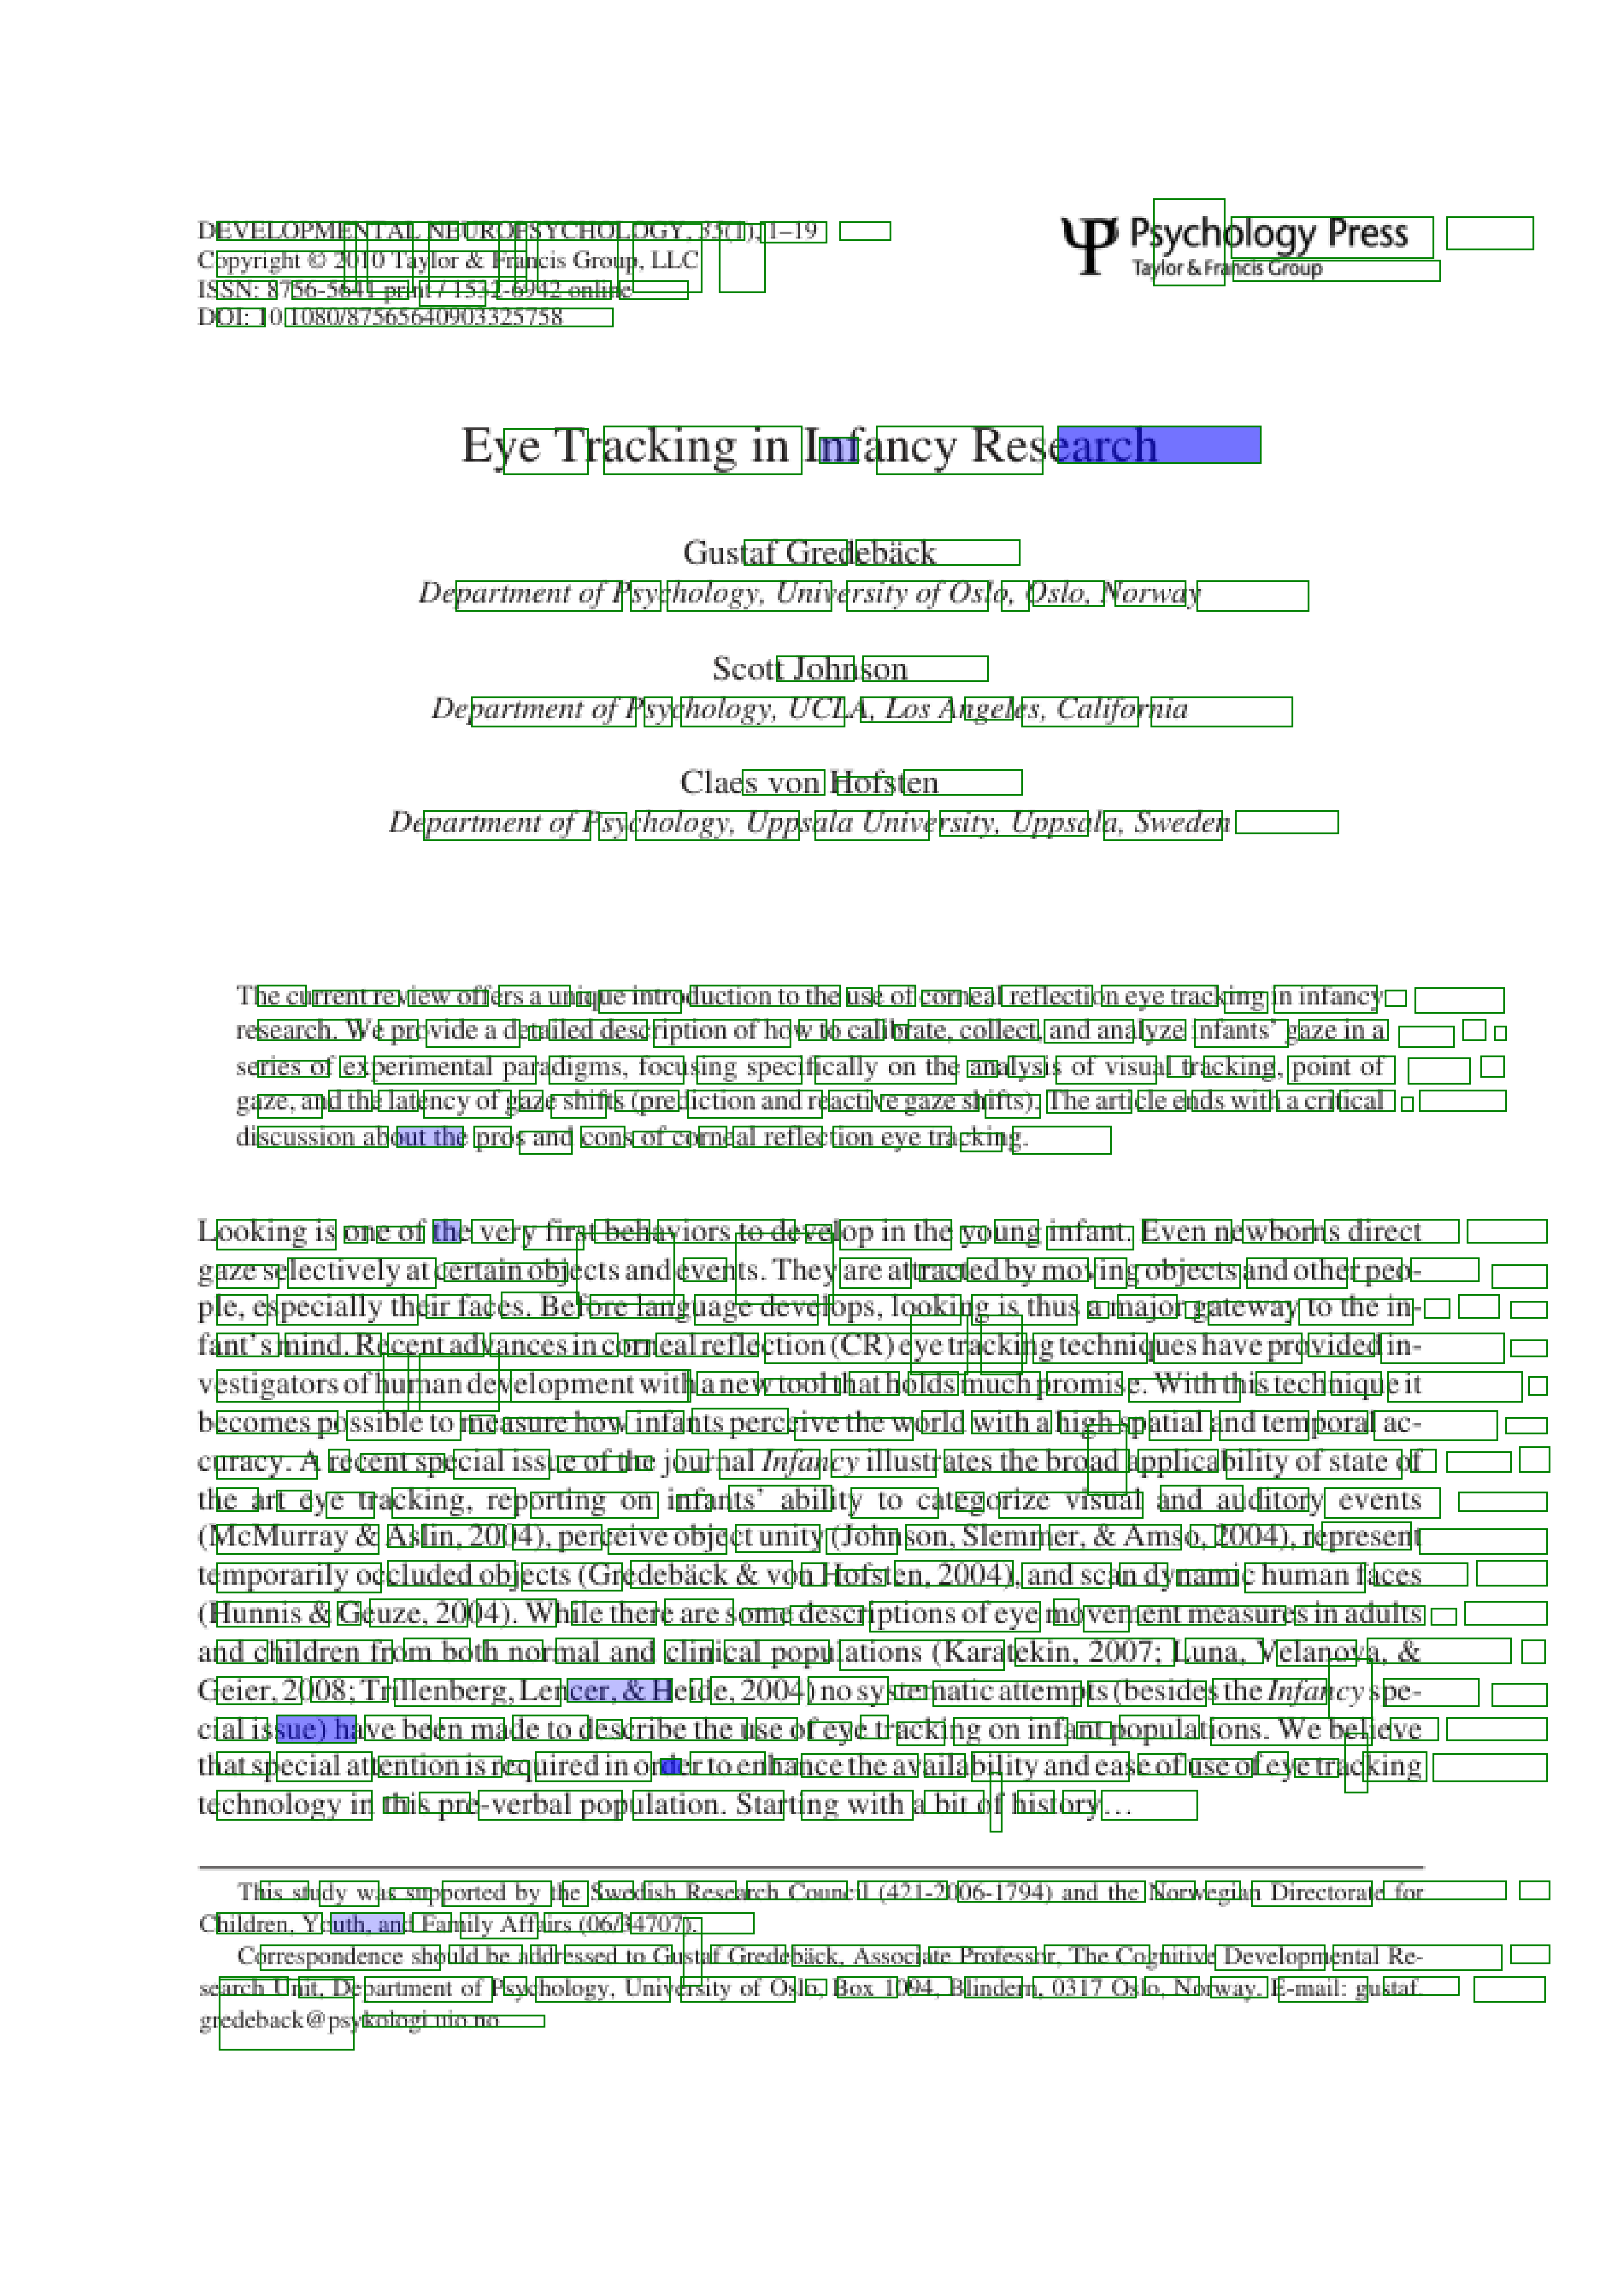 DEVELOPMENTAL NEUROPSYCHOLOGY, 35(1), 1–19
Copyright © 2010 Taylor & Francis Group, LLC
ISSN: 8756-5641 print / 1532-6942 online
DOI: 10.1080/87565640903325758
Psychology Press
Taylor & Francis Group
Eye Tracking in Infancy Research
Gustaf Gredebäck
Department of Psychology, University of Oslo, Oslo, Norway
Scott Johnson
Department of Psychology, UCLA, Los Angeles, California
Claes von Hofsten
Department of Psychology, Uppsala University, Uppsala, Sweden
The current review offers a unique introduction to the use of corneal reflection eye tracking in infancy
research. We provide a detailed description of how to calibrate, collect, and analyze infants' gaze in a
series of experimental paradigms, focusing specifically on the analysis of visual tracking, point of
gaze, and the latency of gaze shifts (prediction and reactive gaze shifts). The article ends with a critical
discussion about the pros and cons of corneal reflection eye tracking.
Looking is one of the very first behaviors to develop in the young infant. Even newborns direct
gaze selectively at certain objects and events. They are attracted by moving objects and other peo-
ple, especially their faces. Before language develops, looking is thus a major gateway to the in-
fant's mind. Recent advances in corneal reflection (CR) eye tracking techniques have provided in-
vestigators of human development with a new tool that holds much promise. With this technique it
becomes possible to measure how infants perceive the world with a high spatial and temporal ac-
curacy. A recent special issue of the journal Infancy illustrates the broad applicability of state of
the art eye tracking, reporting on infants' ability to categorize visual and auditory events
(McMurray & Aslin, 2004), perceive object unity (Johnson, Slemmer, & Amso, 2004), represent
temporarily occluded objects (Gredebäck & von Hofsten, 2004), and scan dynamic human faces
(Hunnis & Geuze, 2004). While there are some descriptions of eye movement measures in adults
and children from both normal and clinical populations (Karatekin, 2007; Luna, Velanova, &
Geier, 2008; Trillenberg, Lencer, & Heide, 2004) no systematic attempts (besides the Infancy spe-
cial issue) have been made to describe the use of eye tracking on infant populations. We believe
that special attention is required in order to enhance the availability and ease of use of eye tracking
technology in this pre-verbal population. Starting with a bit of history…
This study was supported by the Swedish Research Council (421-2006-1794) and the Norwegian Directorate for
Children, Youth, and Family Affairs (06/34707).
Correspondence should be addressed to Gustaf Gredebäck, Associate Professor, The Cognitive Developmental Re-
search Unit, Department of Psychology, University of Oslo, Box 1094, Blindern, 0317 Oslo, Norway. E-mail: gustaf.
gredeback@psykologi.uio.no